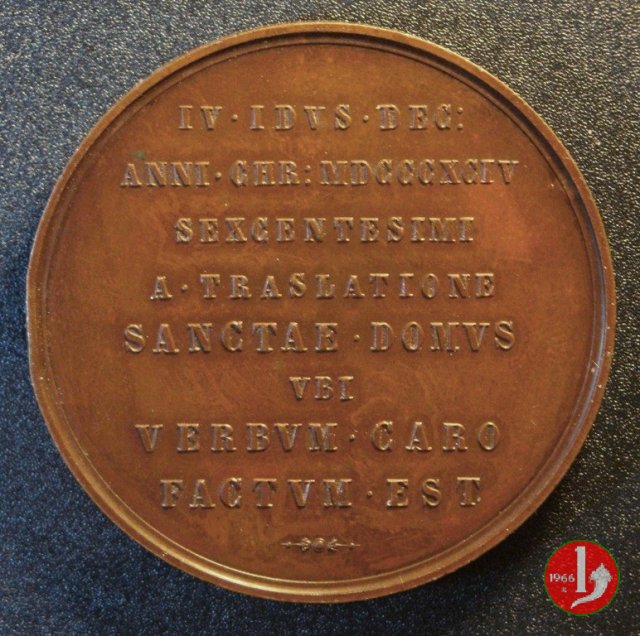 IV · IDVS · DEC:
ANNI · CHR: MDCCCXCIV
SEXCENTESIMI
A · TRASLATIONE
SANCTAE · DOMVS
VBI
VERBVM · CARO
FACTVM · EST
1966